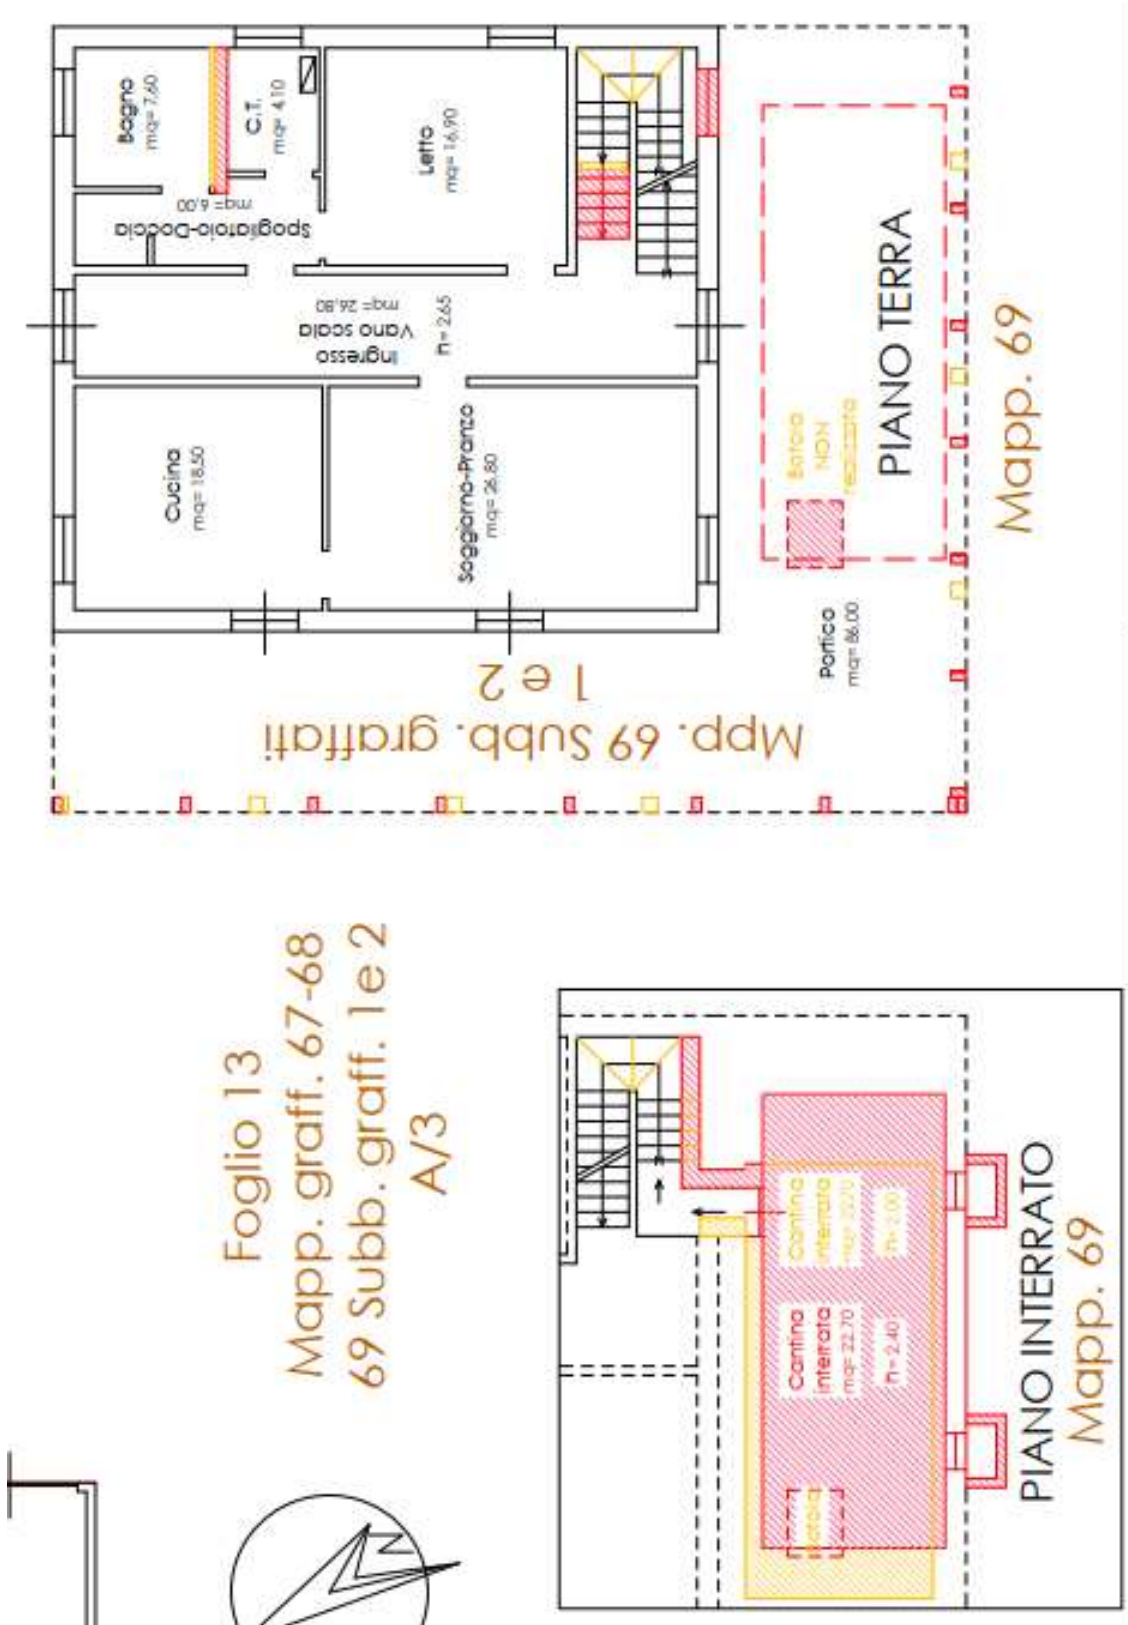 Bagno
mq= 7,60
C.T.
mq= 4,10
Letto
mq= 16,90
Spogliatoio-Doccia
mq= 6,00
Ingresso
Vano scala
mq= 26,80
h= 2,65
Cucina
mq= 18,50
Soggiorno-Pranzo
mq= 26,80
Botola
NON
realizzata
PIANO TERRA
Mapp. 69
Portico
mq= 86,00
Mpp. 69 Subb. graffati
1 e 2
Foglio 13
Mapp. graff. 67-68
69 Subb. graff. 1e 2
A/3
Cantina
interrata
h= 2,00
Cantina
interrata
mq= 22,70
h= 2,40
Botola
PIANO INTERRATO
Mapp. 69
N